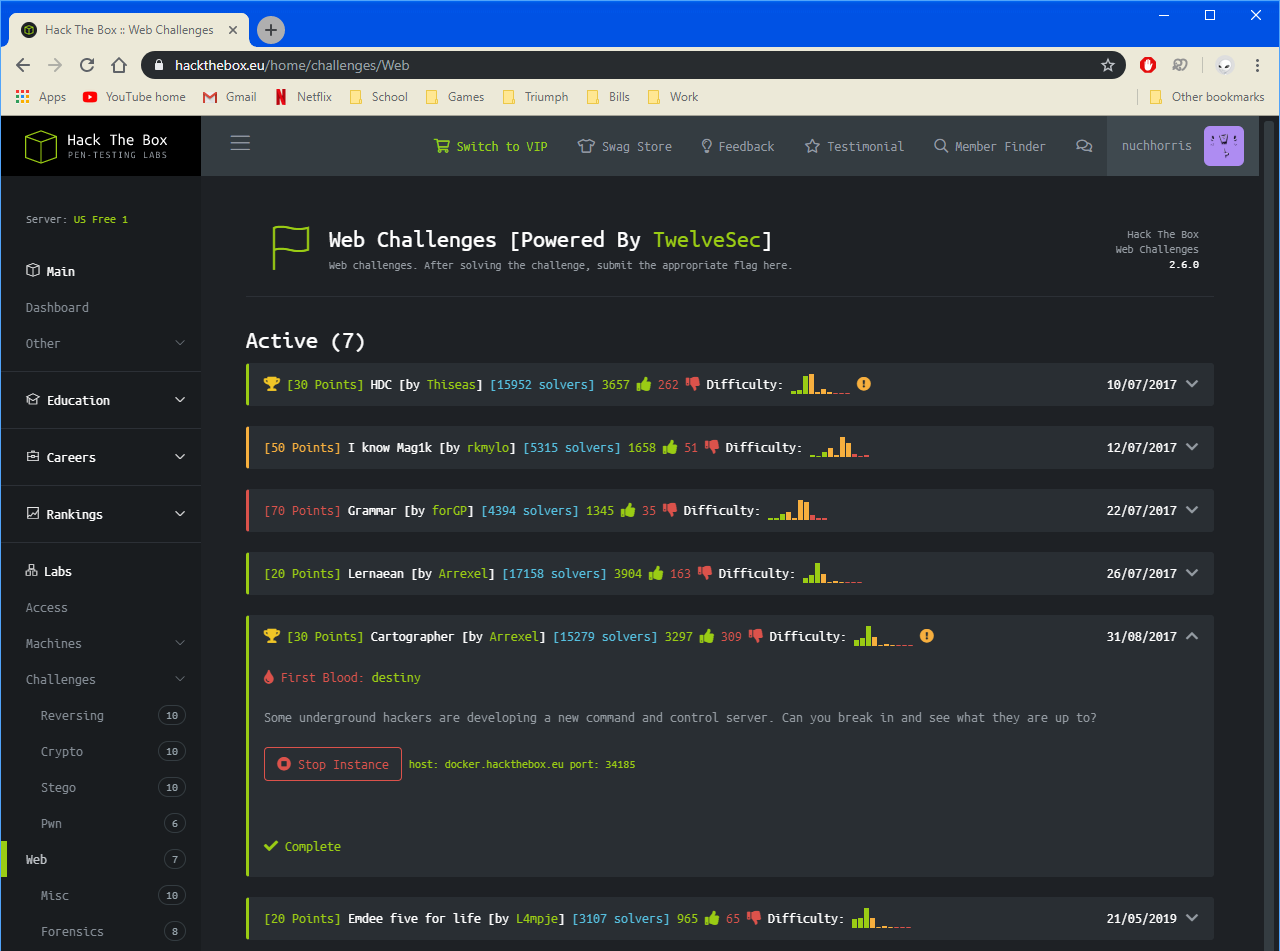 Hack The Box :: Web Challenges
hackthebox.eu/home/challenges/Web
Apps YouTube home Gmail Netflix School Games Triumph Bills Work Other bookmarks
Hack The Box
PEN-TESTING LABS
Switch to VIP Swag Store Feedback Testimonial Member Finder nuchhorris
Server: US Free 1
Main
Dashboard
Other
Education
Careers
Rankings
Labs
Access
Machines
Challenges
Reversing 10
Crypto 10
Stego 10
Pwn 6
Web 7
Misc 10
Forensics 8
Web Challenges [Powered By TwelveSec]
Web challenges. After solving the challenge, submit the appropriate flag here.
Hack The Box
Web Challenges
2.6.0
Active (7)
[30 Points] HDC [by Thiseas] [15952 solvers] 3657 262 Difficulty: 10/07/2017
[50 Points] I know Mag1k [by rkmylo] [5315 solvers] 1658 51 Difficulty: 12/07/2017
[70 Points] Grammar [by forGP] [4394 solvers] 1345 35 Difficulty: 22/07/2017
[20 Points] Lernaean [by Arrexel] [17158 solvers] 3904 163 Difficulty: 26/07/2017
[30 Points] Cartographer [by Arrexel] [15279 solvers] 3297 309 Difficulty: 31/08/2017
First Blood: destiny
Some underground hackers are developing a new command and control server. Can you break in and see what they are up to?
Stop Instance host: docker.hackthebox.eu port: 34185
Complete
[20 Points] Emdee five for life [by L4mpje] [3107 solvers] 965 65 Difficulty: 21/05/2019